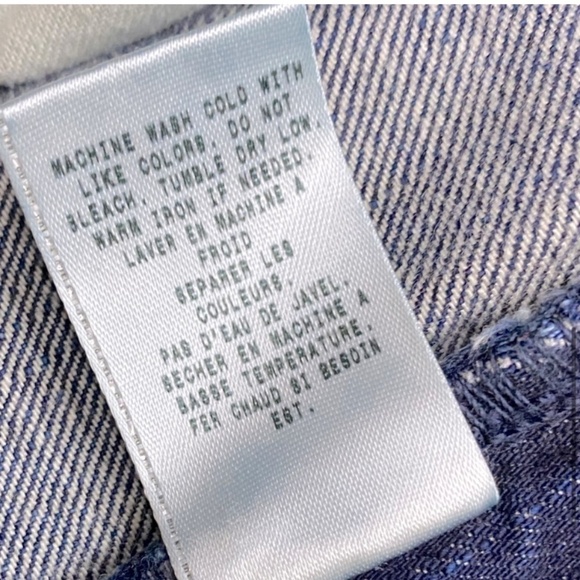 MACHINE WASH COLD WITH
LIKE COLORS. DO NOT
BLEACH. TUMBLE DRY LOW.
WARM IRON IF NEEDED.
LAVER EN MACHINE A
FROID
SEPARER LES
COULEURS.
PAS D'EAU DE JAVEL.
SECHER EN MACHINE A
BASSE TEMPERATURE.
FER CHAUD SI BESOIN
EST.